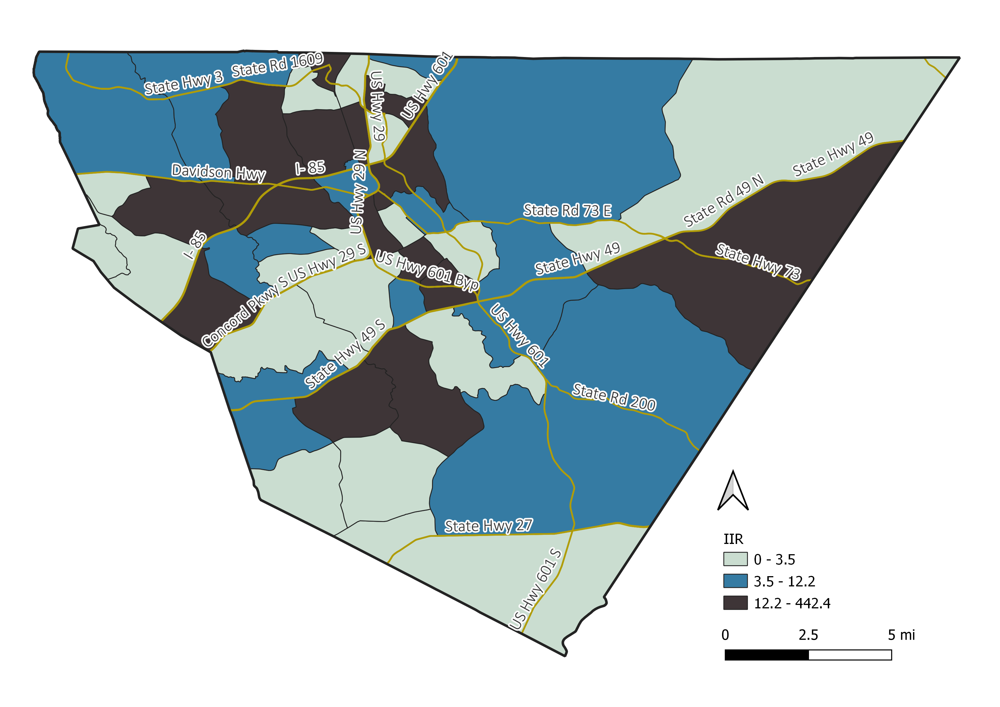 State Rd 1609
State Hwy 3
US Hwy 601
US Hwy 29
Davidson Hwy
I- 85
US Hwy 29 N
State Hwy 49
State Rd 49 N
State Rd 73 E
I- 85
US Hwy 29 S
Concord Pkwy S
US Hwy 601 Byp
State Hwy 49
State Hwy 73
State Hwy 49 S
US Hwy 601
State Rd 200
State Hwy 27
US Hwy 601 S
IIR
0 - 3.5
3.5 - 12.2
12.2 - 442.4
0 2.5 5 mi